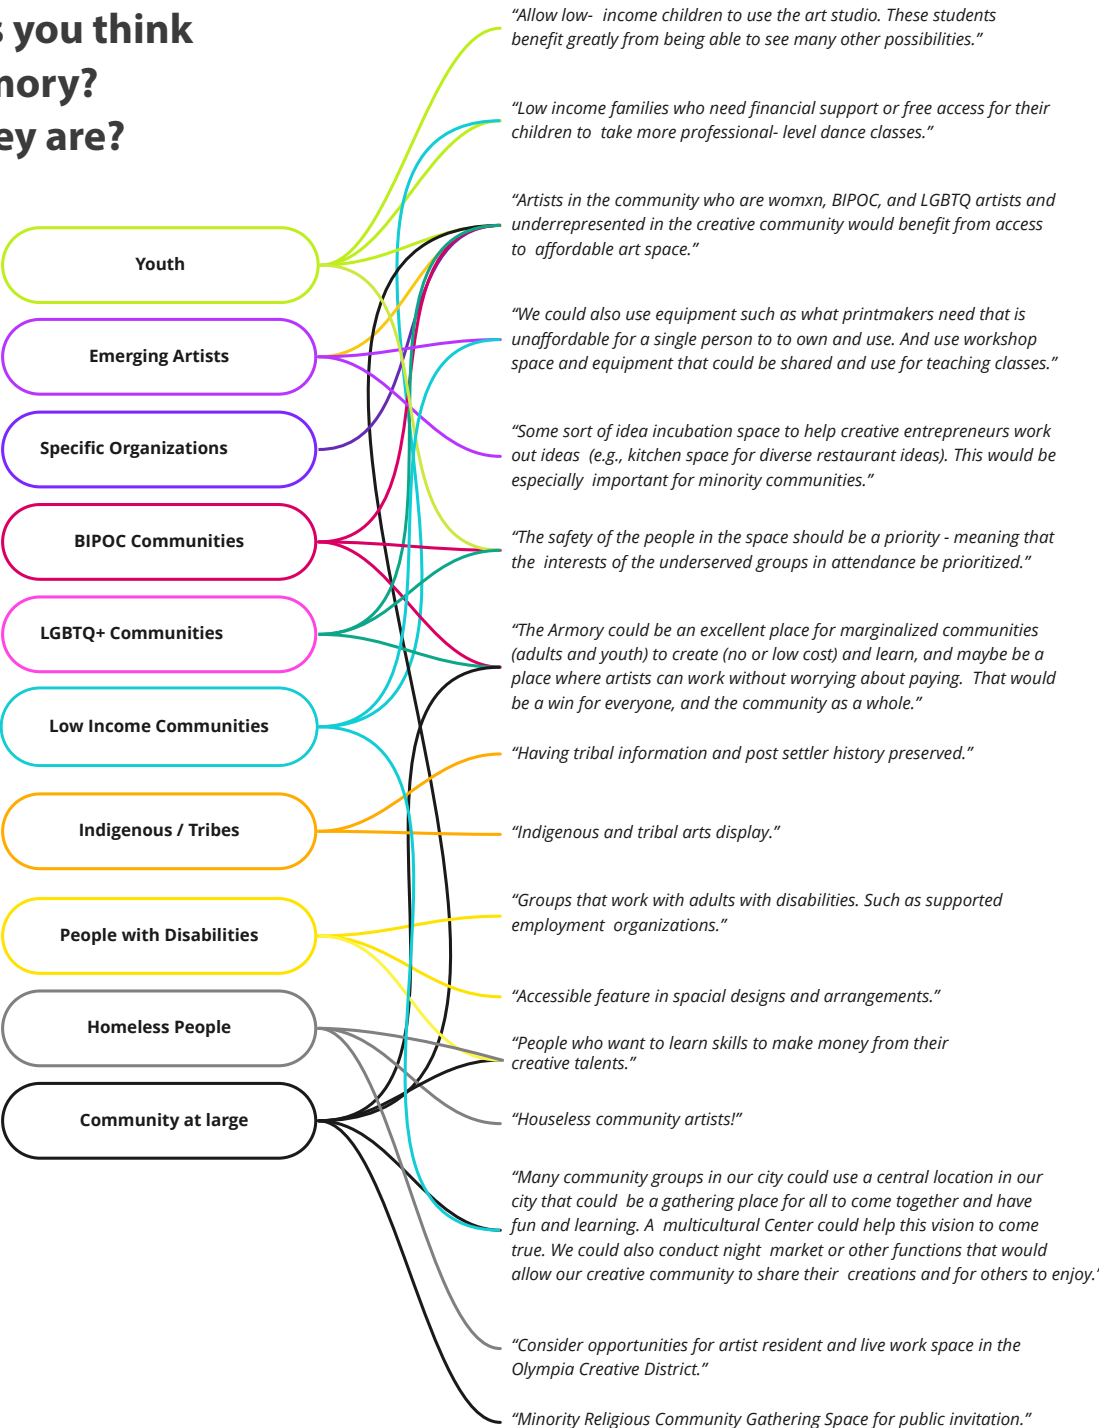 s you think
nory?
ey are?
Youth
Emerging Artists
Specific Organizations
BIPOC Communities
LGBTQ+ Communities
Low Income Communities
Indigenous / Tribes
People with Disabilities
Homeless People
Community at large
“Allow low-  income children to use the art studio. These students
benefit greatly from being able to see many other possibilities.”
“Low income families who need financial support or free access for their
children to  take more professional- level dance classes.”
“Artists in the community who are womxn, BIPOC, and LGBTQ artists and
underrepresented in the creative community would benefit from access
to  affordable art space.”
“We could also use equipment such as what printmakers need that is
unaffordable for a single person to to own and use. And use workshop
space and equipment that could be shared and use for teaching classes.”
“Some sort of idea incubation space to help creative entrepreneurs work
out ideas  (e.g., kitchen space for diverse restaurant ideas). This would be
especially  important for minority communities.”
“The safety of the people in the space should be a priority - meaning that
the  interests of the underserved groups in attendance be prioritized.”
“The Armory could be an excellent place for marginalized communities
(adults and youth) to create (no or low cost) and learn, and maybe be a
place where artists can work without worrying about paying.  That would
be a win for everyone, and the community as a whole.”
“Having tribal information and post settler history preserved.”
“Indigenous and tribal arts display.”
“Groups that work with adults with disabilities. Such as supported
employment  organizations.”
“Accessible feature in spacial designs and arrangements.”
“People who want to learn skills to make money from their
creative talents.”
“Houseless community artists!”
“Many community groups in our city could use a central location in our
city that could  be a gathering place for all to come together and have
fun and learning. A  multicultural Center could help this vision to come
true. We could also conduct night  market or other functions that would
allow our creative community to share their  creations and for others to enjoy.”
“Consider opportunities for artist resident and live work space in the
Olympia Creative District.”
“Minority Religious Community Gathering Space for public invitation.”